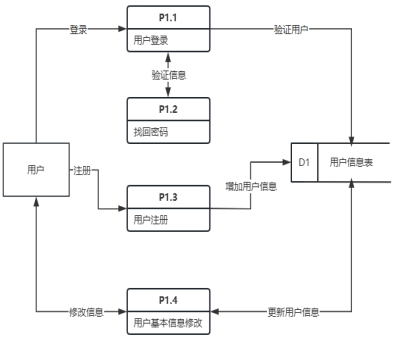 P1.1
登录
用户登录
验证用户
验证信息
P1.2
找回密码
用户
注册
D1
用户信息表
P1.3
增加用户信息
用户注册
P1.4
修改信息
用户基本信息修改
更新用户信息